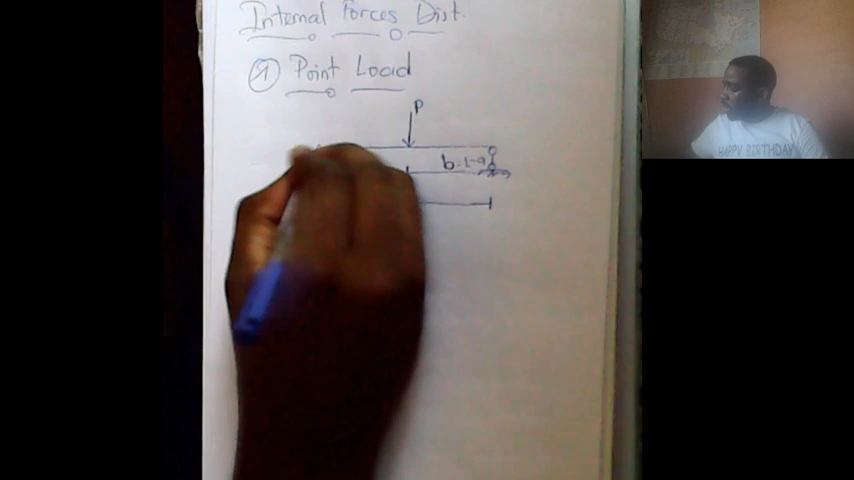 Internal Forces Dist.
1 Point Load
P
b=L-a
HAPPY BIRTHDAY